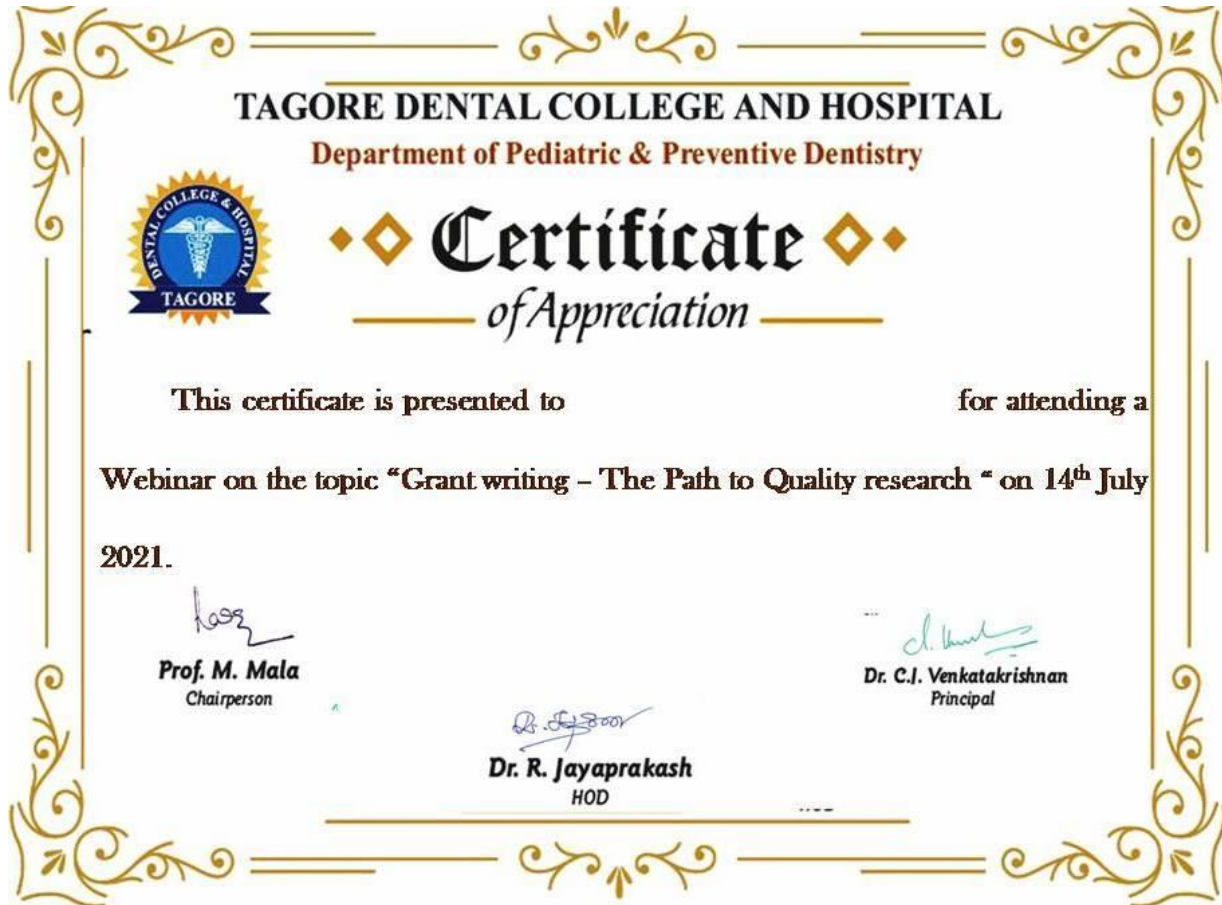 TAGORE DENTAL COLLEGE AND HOSPITAL
Department of Pediatric & Preventive Dentistry
DENTAL COLLEGE & HOSPITAL
TAGORE
Certificate
of Appreciation
This certificate is presented to for attending a
Webinar on the topic “Grant writing – The Path to Quality research “ on 14th July
2021.
Prof. M. Mala
Chairperson
Dr. C.J. Venkatakrishnan
Principal
Dr. R. Jayaprakash
HOD